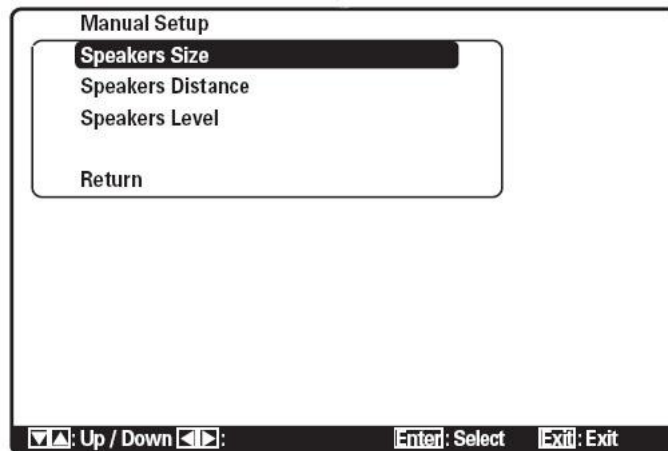 Manual Setup
Speakers Size
Speakers Distance
Speakers Level
Return
▼▲: Up / Down ◀▶: Enter: Select Exit: Exit